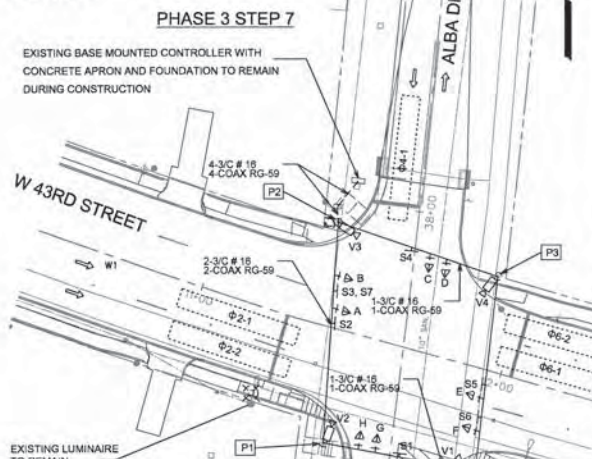 PHASE 3 STEP 7
EXISTING BASE MOUNTED CONTROLLER WITH
CONCRETE APRON AND FOUNDATION TO REMAIN
DURING CONSTRUCTION
ALBA
Φ4-1
4-3/C # 16
4-COAX RG-59
P2
W 43RD STREET
V3
38+00
S4
P3
W1
2-3/C # 16
2-COAX RG-59
B
S3, S7
A
S2
C
D
1-3/C # 16
1-COAX RG-59
V4
Φ2-1
Φ2-2
Φ6-2
Φ6-1
1-3/C # 16
1-COAX RG-59
S5
E
S6
F
V2
H
G
P1
S1
V1
EXISTING LUMINAIRE
TO REMAIN